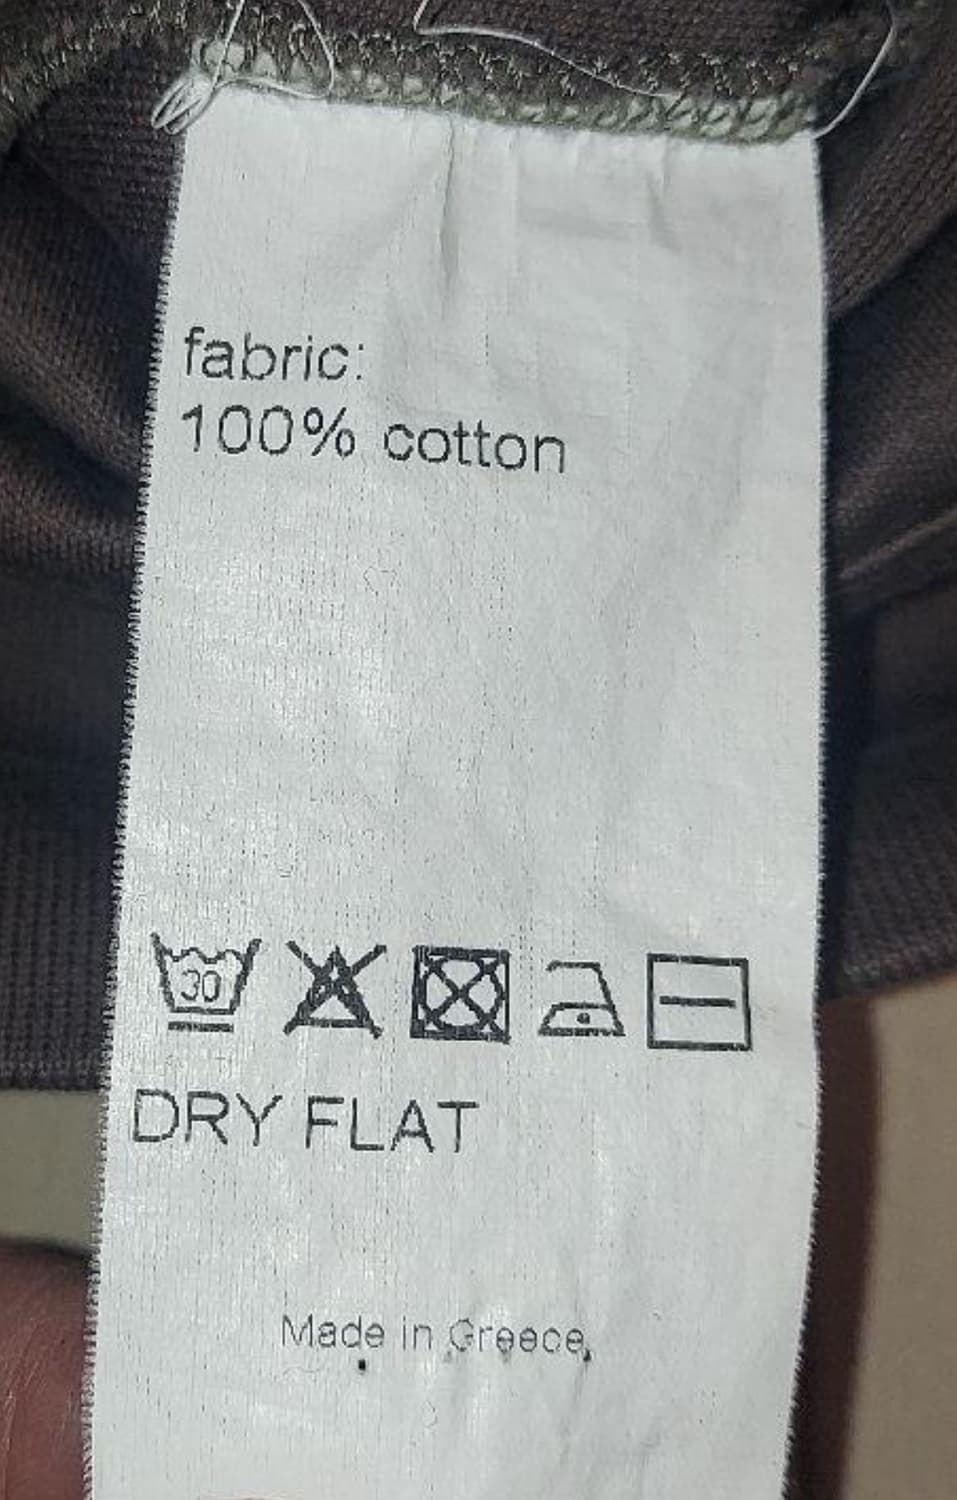 fabric:
100% cotton
30
DRY FLAT
Made in Greece